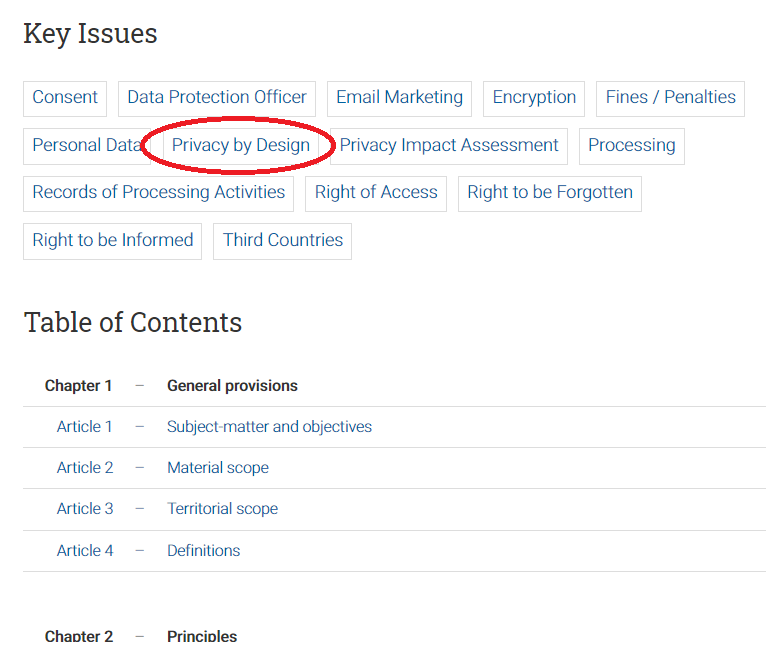 Key Issues
Consent Data Protection Officer Email Marketing Encryption Fines / Penalties
Personal Data Privacy by Design Privacy Impact Assessment Processing
Records of Processing Activities Right of Access Right to be Forgotten
Right to be Informed Third Countries
Table of Contents
Chapter 1 – General provisions
Article 1 – Subject-matter and objectives
Article 2 – Material scope
Article 3 – Territorial scope
Article 4 – Definitions
Chapter 2 – Principles